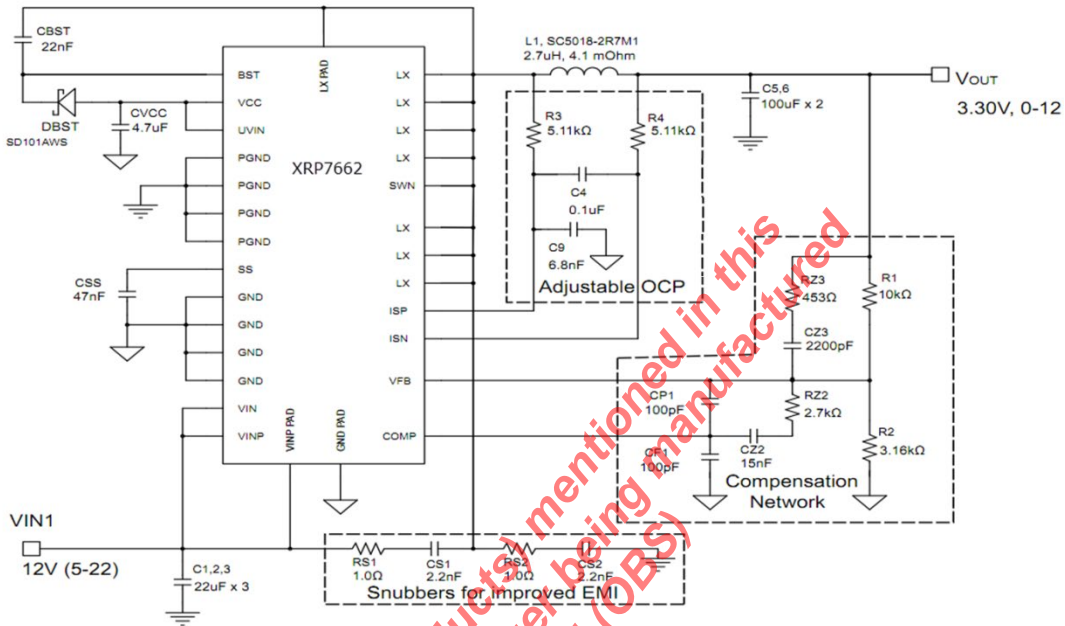 CBST
22nF
L1, SC5018-2R7M1
2.7uH, 4.1 mOhm
BST
LX PAD
LX
VOUT
3.30V, 0-12
C5,6
100uF x 2
VCC
LX
DBST
SD101AWS
CVCC
4.7uF
UVIN
LX
R3
5.11kΩ
R4
5.11kΩ
PGND
LX
XRP7662
PGND
SWN
C4
0.1uF
PGND
LX
PGND
LX
C9
6.8nF
SS
LX
CSS
47nF
Adjustable OCP
RZ3
453Ω
R1
10kΩ
GND
ISP
GND
ISN
CZ3
2200pF
GND
GND
VFB
CP1
100pF
RZ2
2.7kΩ
VIN
VINP
VINP PAD
GND PAD
COMP
CF1
100pF
CZ2
15nF
R2
3.16kΩ
Compensation
Network
VIN1
12V (5-22)
C1,2,3
22uF x 3
RS1
1.0Ω
CS1
2.2nF
RS2
1.0Ω
CS2
2.2nF
Snubbers for improved EMI
ducts) mentioned in this
er being manufactured
(OBS)